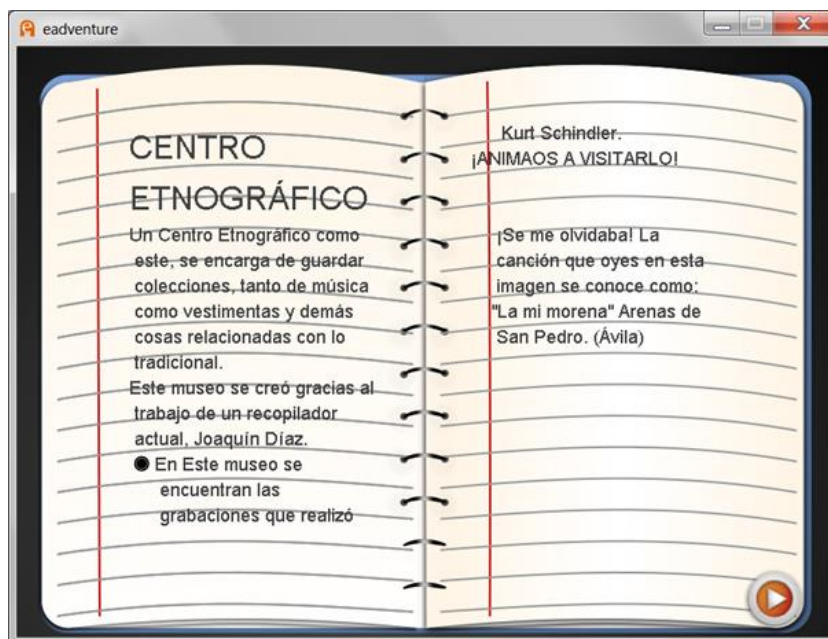 eadventure
CENTRO
ETNOGRÁFICO
Un Centro Etnográfico como
este, se encarga de guardar
colecciones, tanto de música
como vestimentas y demás
cosas relacionadas con lo
tradicional.
Este museo se creó gracias al
trabajo de un recopilador
actual, Joaquín Díaz.
● En Este museo se
encuentran las
grabaciones que realizó
Kurt Schindler.
¡ANIMAOS A VISITARLO!
¡Se me olvidaba! La
canción que oyes en esta
imagen se conoce como:
"La mi morena" Arenas de
San Pedro. (Ávila)